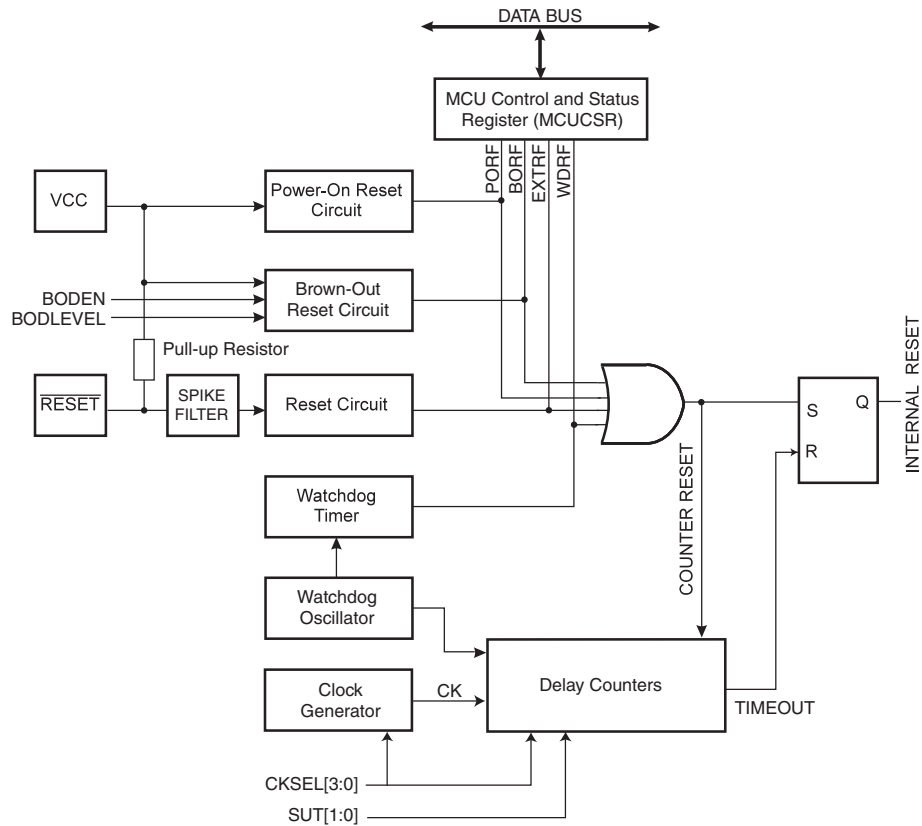 DATA BUS
MCU Control and Status
Register (MCUCSR)
PORF
BORF
EXTRF
WDRF
VCC
Power-On Reset
Circuit
BODEN
BODLEVEL
Brown-Out
Reset Circuit
Pull-up Resistor
RESET
SPIKE
FILTER
Reset Circuit
S
Q
R
INTERNAL RESET
Watchdog
Timer
COUNTER RESET
Watchdog
Oscillator
Clock
Generator
CK
Delay Counters
TIMEOUT
CKSEL[3:0]
SUT[1:0]